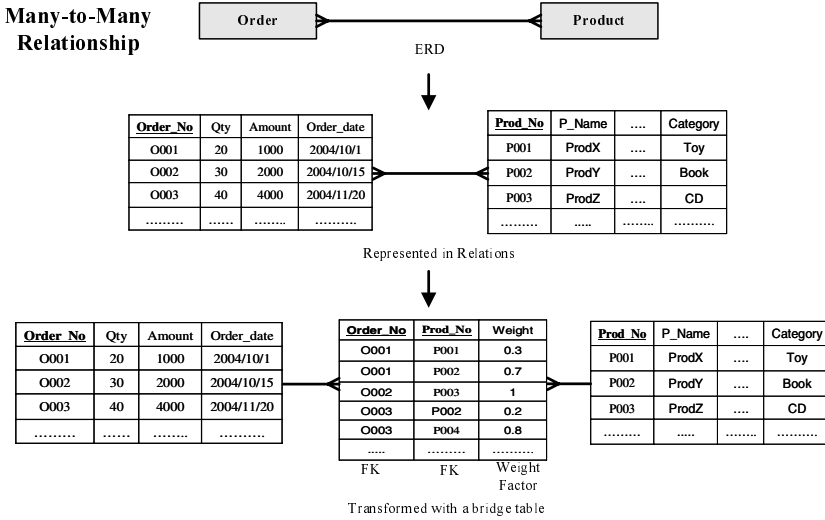 Many-to-Many
Relationship
Order
Product
ERD
Order_No Qty Amount Order_date
O001 20 1000 2004/10/1
O002 30 2000 2004/10/15
O003 40 4000 2004/11/20
......... ...... ........ ..........
Prod_No P_Name .... Category
P001 ProdX .... Toy
P002 ProdY .... Book
P003 ProdZ .... CD
......... ..... ........ ..........
Represented in Relations
Order_No Qty Amount Order_date
O001 20 1000 2004/10/1
O002 30 2000 2004/10/15
O003 40 4000 2004/11/20
......... ...... ........ ..........
Order_No Prod_No Weight
O001 P001 0.3
O001 P002 0.7
O002 P003 1
O003 P002 0.2
O003 P004 0.8
..... ......... ..........
FK FK Weight
Factor
Prod_No P_Name .... Category
P001 ProdX .... Toy
P002 ProdY .... Book
P003 ProdZ .... CD
......... ..... ........ ..........
Transformed with a bridge table